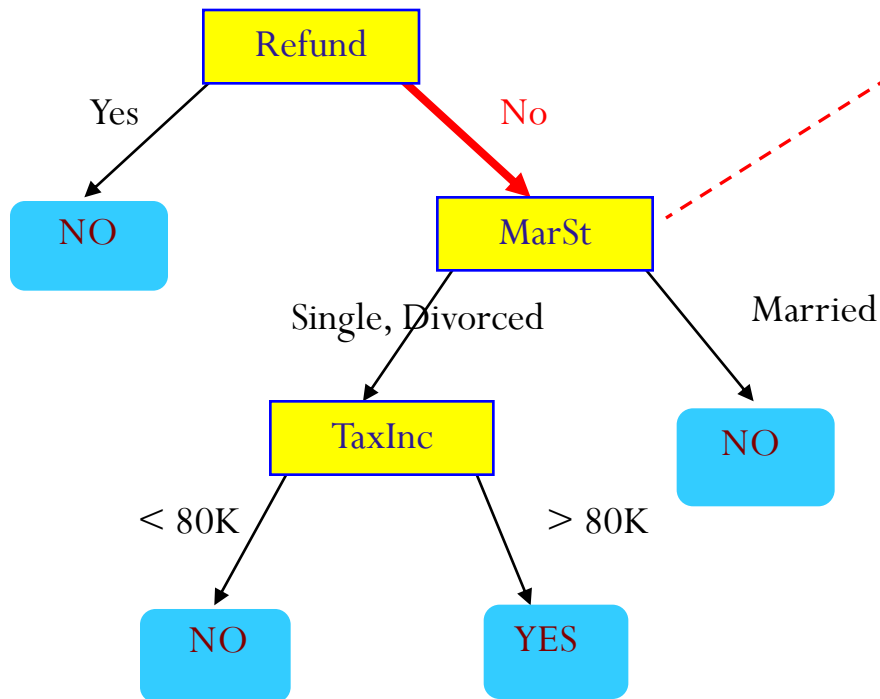 Refund
Yes
No
NO
MarSt
Single, Divorced
Married
TaxInc
NO
< 80K
> 80K
NO
YES